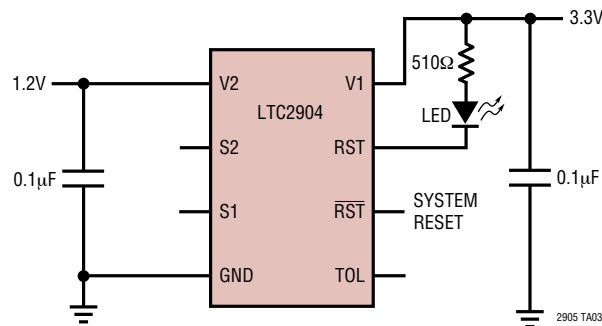 3.3V
510Ω
1.2V
V2
V1
LTC2904
LED
S2
RST
0.1μF
0.1μF
S1
R̅S̅T̅
SYSTEM
RESET
GND
TOL
2905 TA03